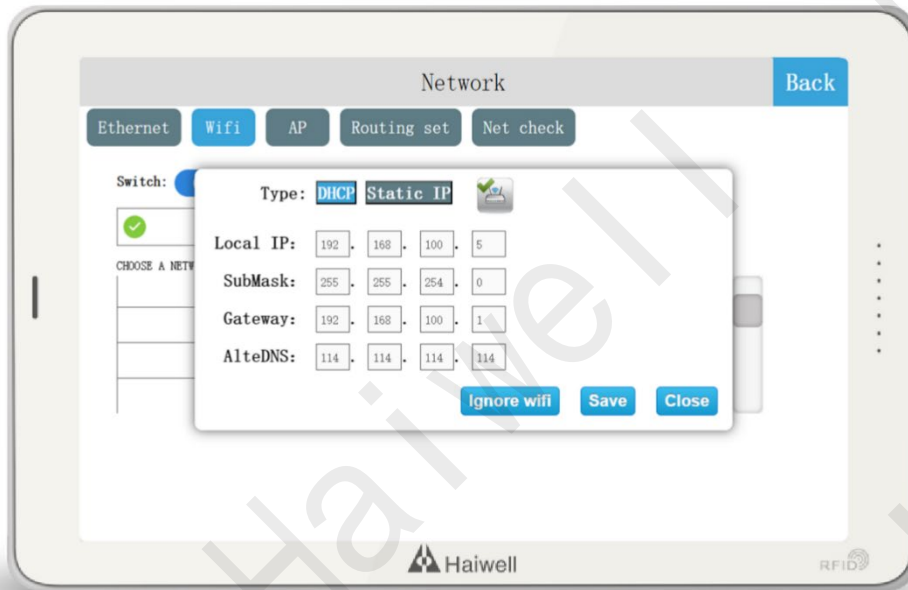 Network
Back
Ethernet
Wifi
AP
Routing set
Net check
Switch:
CHOOSE A NETW
Type: DHCP Static IP
Local IP: 192 . 168 . 100 . 5
SubMask: 255 . 255 . 254 . 0
Gateway: 192 . 168 . 100 . 1
AlteDNS: 114 . 114 . 114 . 114
Ignore wifi
Save
Close
Haiwell
RFID
Haiwell